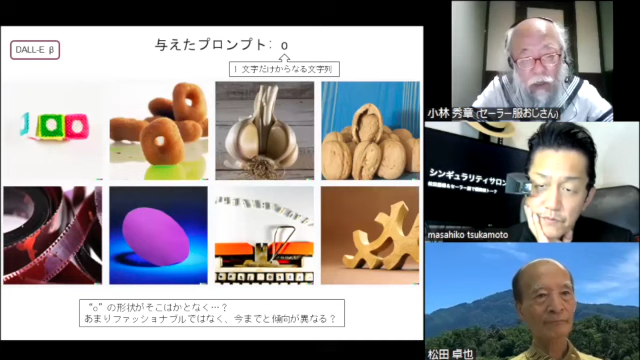 DALL-E β
与えたプロンプト: o
1 文字だけからなる文字列
“o”の形状がそこはかとなく…?
あまりファッショナブルではなく、今までと傾向が異なる?
小林 秀章 (セーラー服おじさん)
シンギュラリティサロン
masahiko tsukamoto
松田 卓也